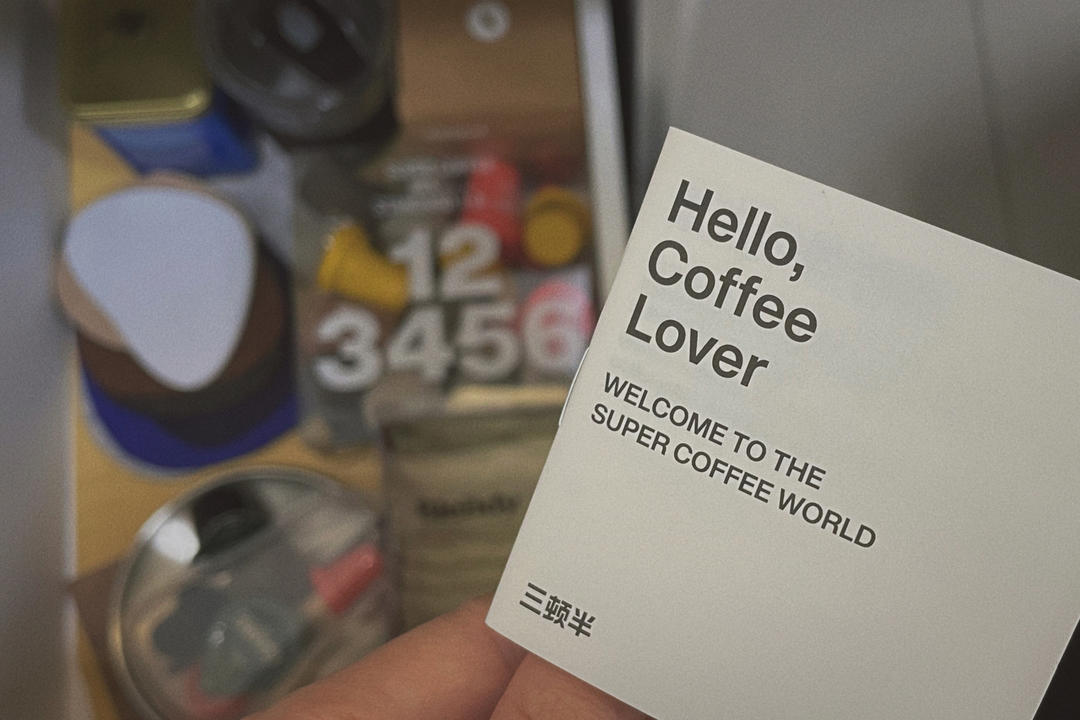 Hello,
Coffee
Lover
WELCOME TO THE
SUPER COFFEE WORLD
三顿半
12
3456